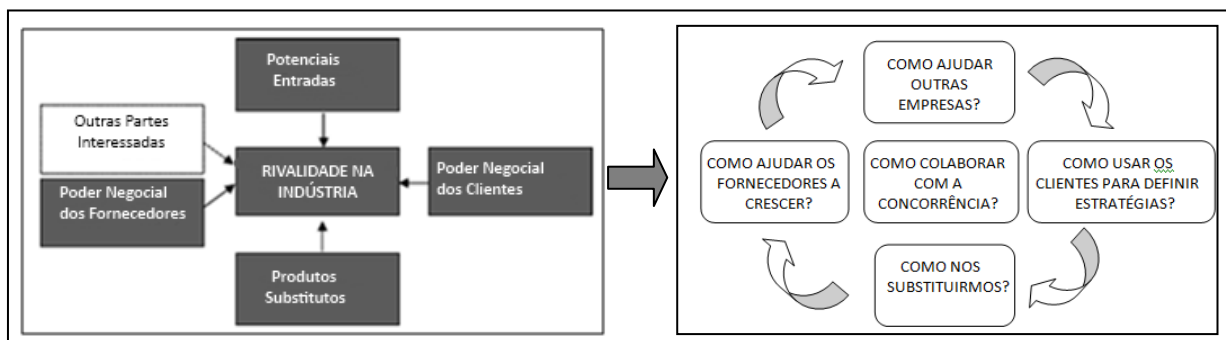 Potenciais
Entradas
Outras Partes
Interessadas
RIVALIDADE NA
INDÚSTRIA
Poder Negocial
dos Clientes
Poder Negocial
dos Fornecedores
Produtos
Substitutos
COMO AJUDAR
OUTRAS
EMPRESAS?
COMO AJUDAR OS
FORNECEDORES A
CRESCER?
COMO COLABORAR
COM A
CONCORRÊNCIA?
COMO USAR OS
CLIENTES PARA DEFINIR
ESTRATÉGIAS?
COMO NOS
SUBSTITUIRMOS?